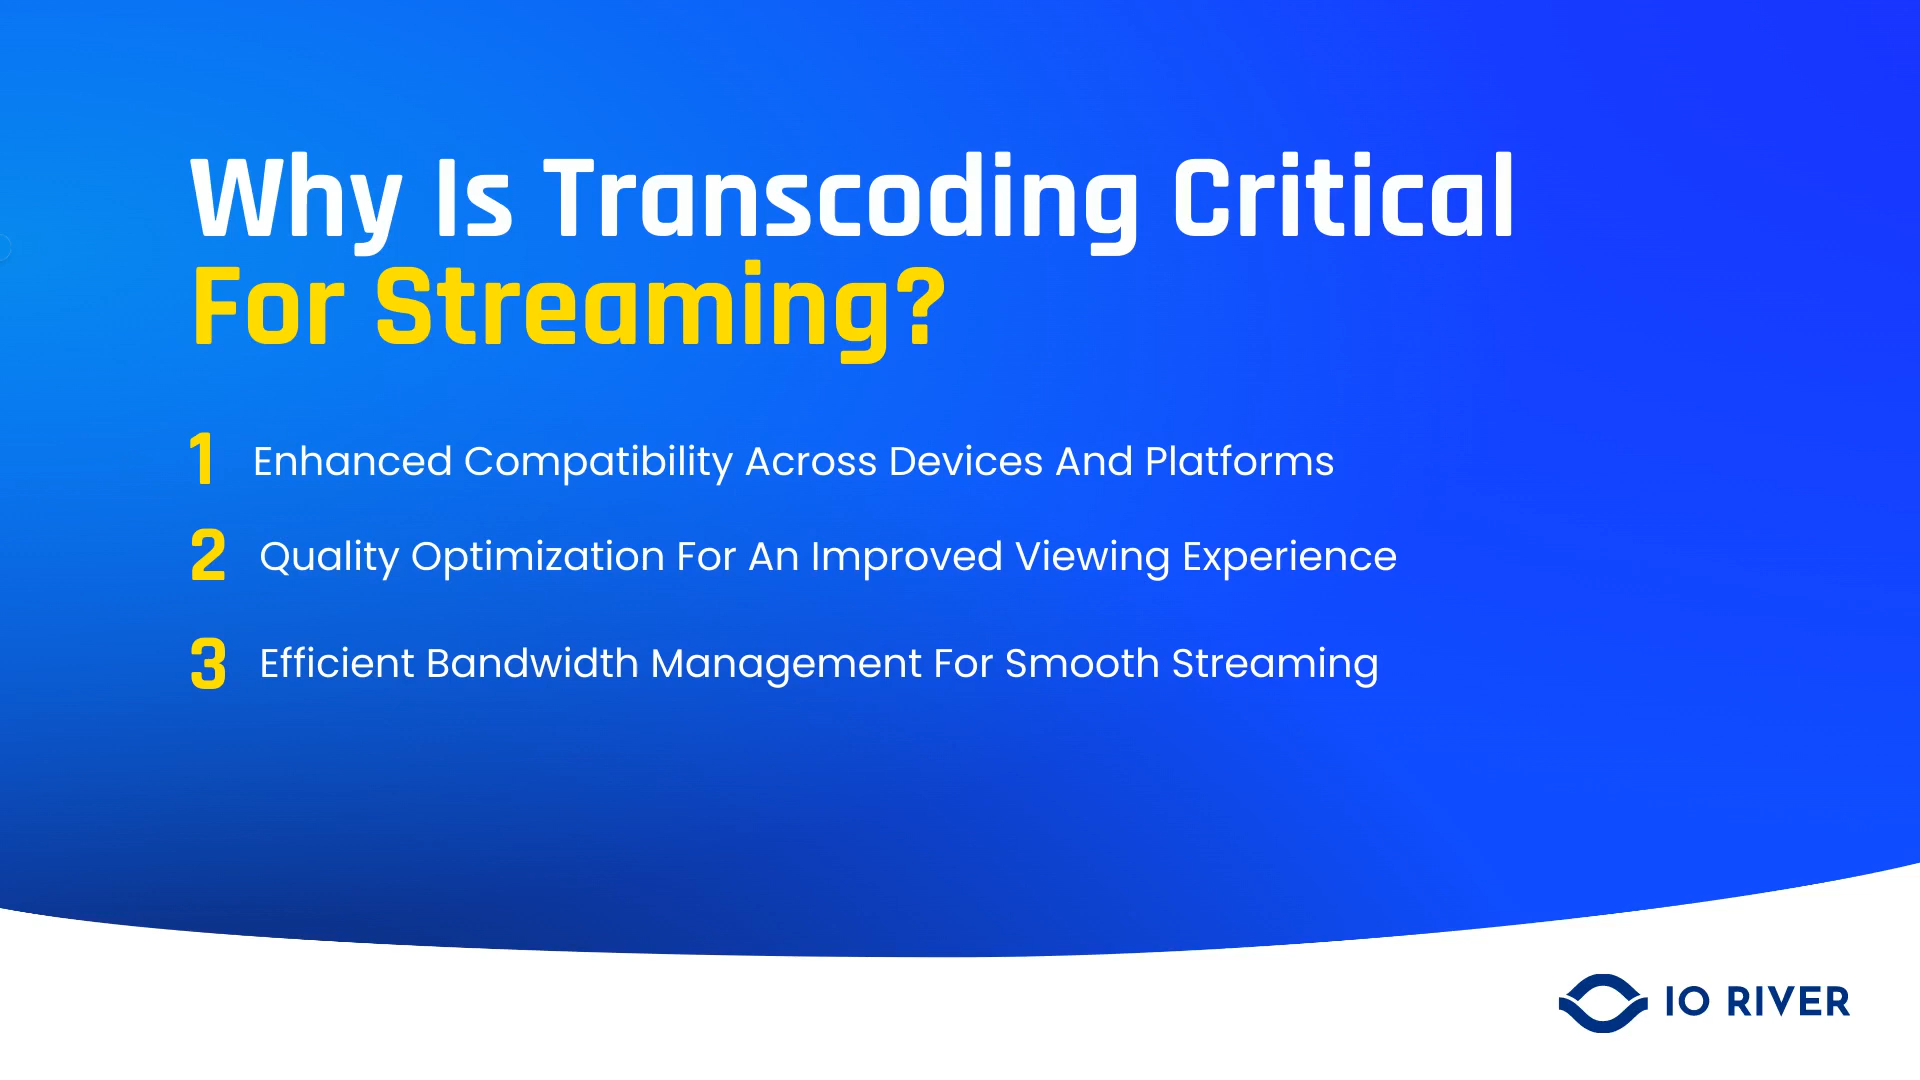 Why Is Transcoding Critical
For Streaming?
1 Enhanced Compatibility Across Devices And Platforms
2 Quality Optimization For An Improved Viewing Experience
3 Efficient Bandwidth Management For Smooth Streaming
IO RIVER